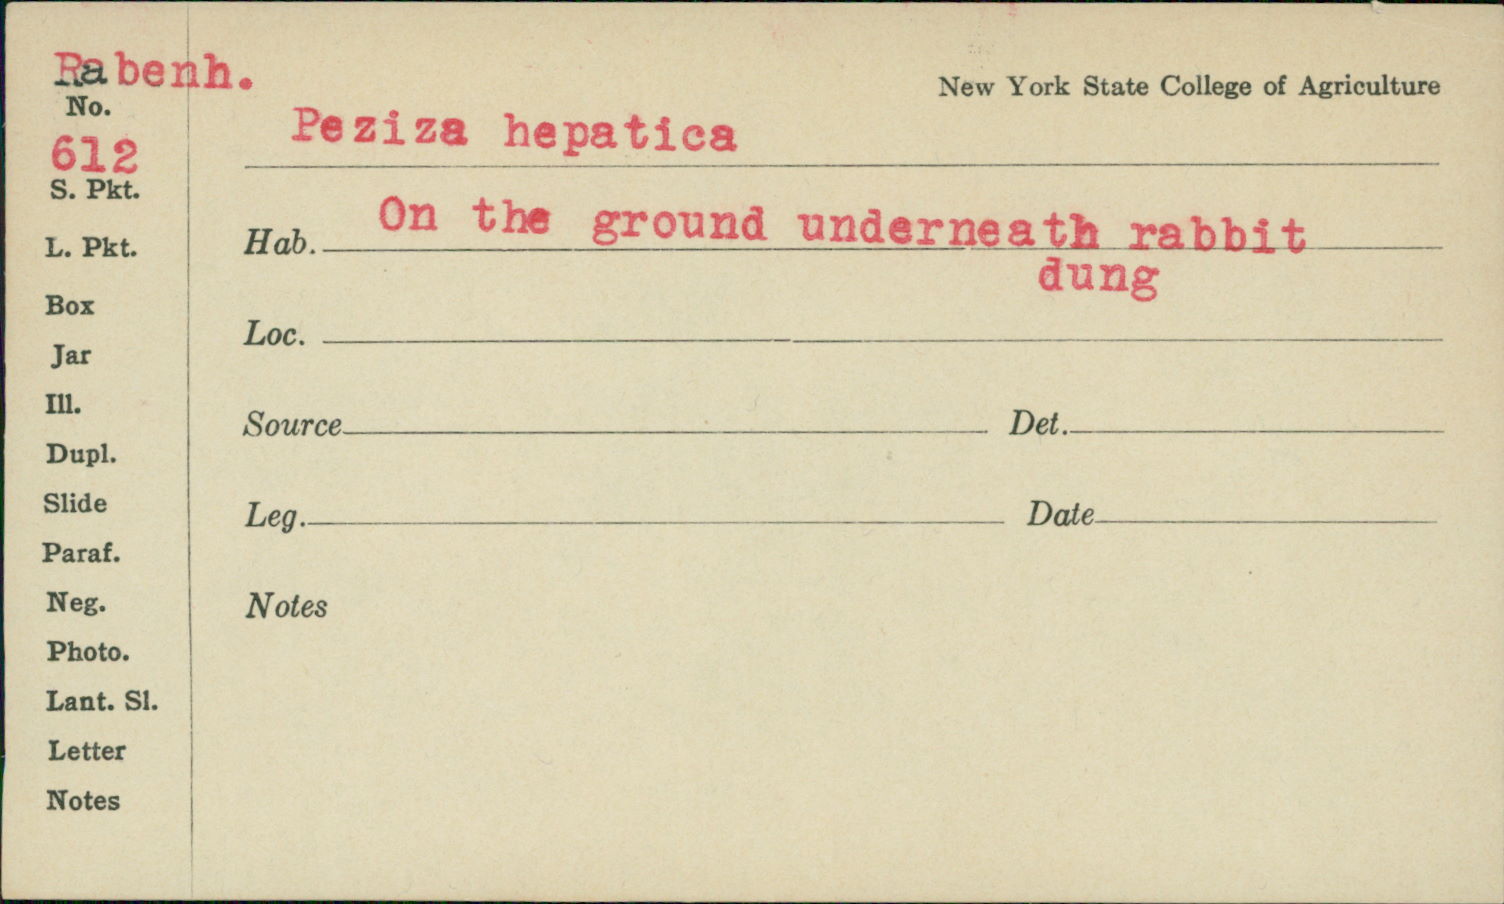 Rabenh.
New York State College of Agriculture
No.
612
Peziza hepatica
S. Pkt.
Hab. On the ground underneath rabbit
dung
L. Pkt.
Box
Loc.
Jar
Ill.
Source Det.
Dupl.
Slide
Leg. Date
Paraf.
Neg.
Notes
Photo.
Lant. Sl.
Letter
Notes